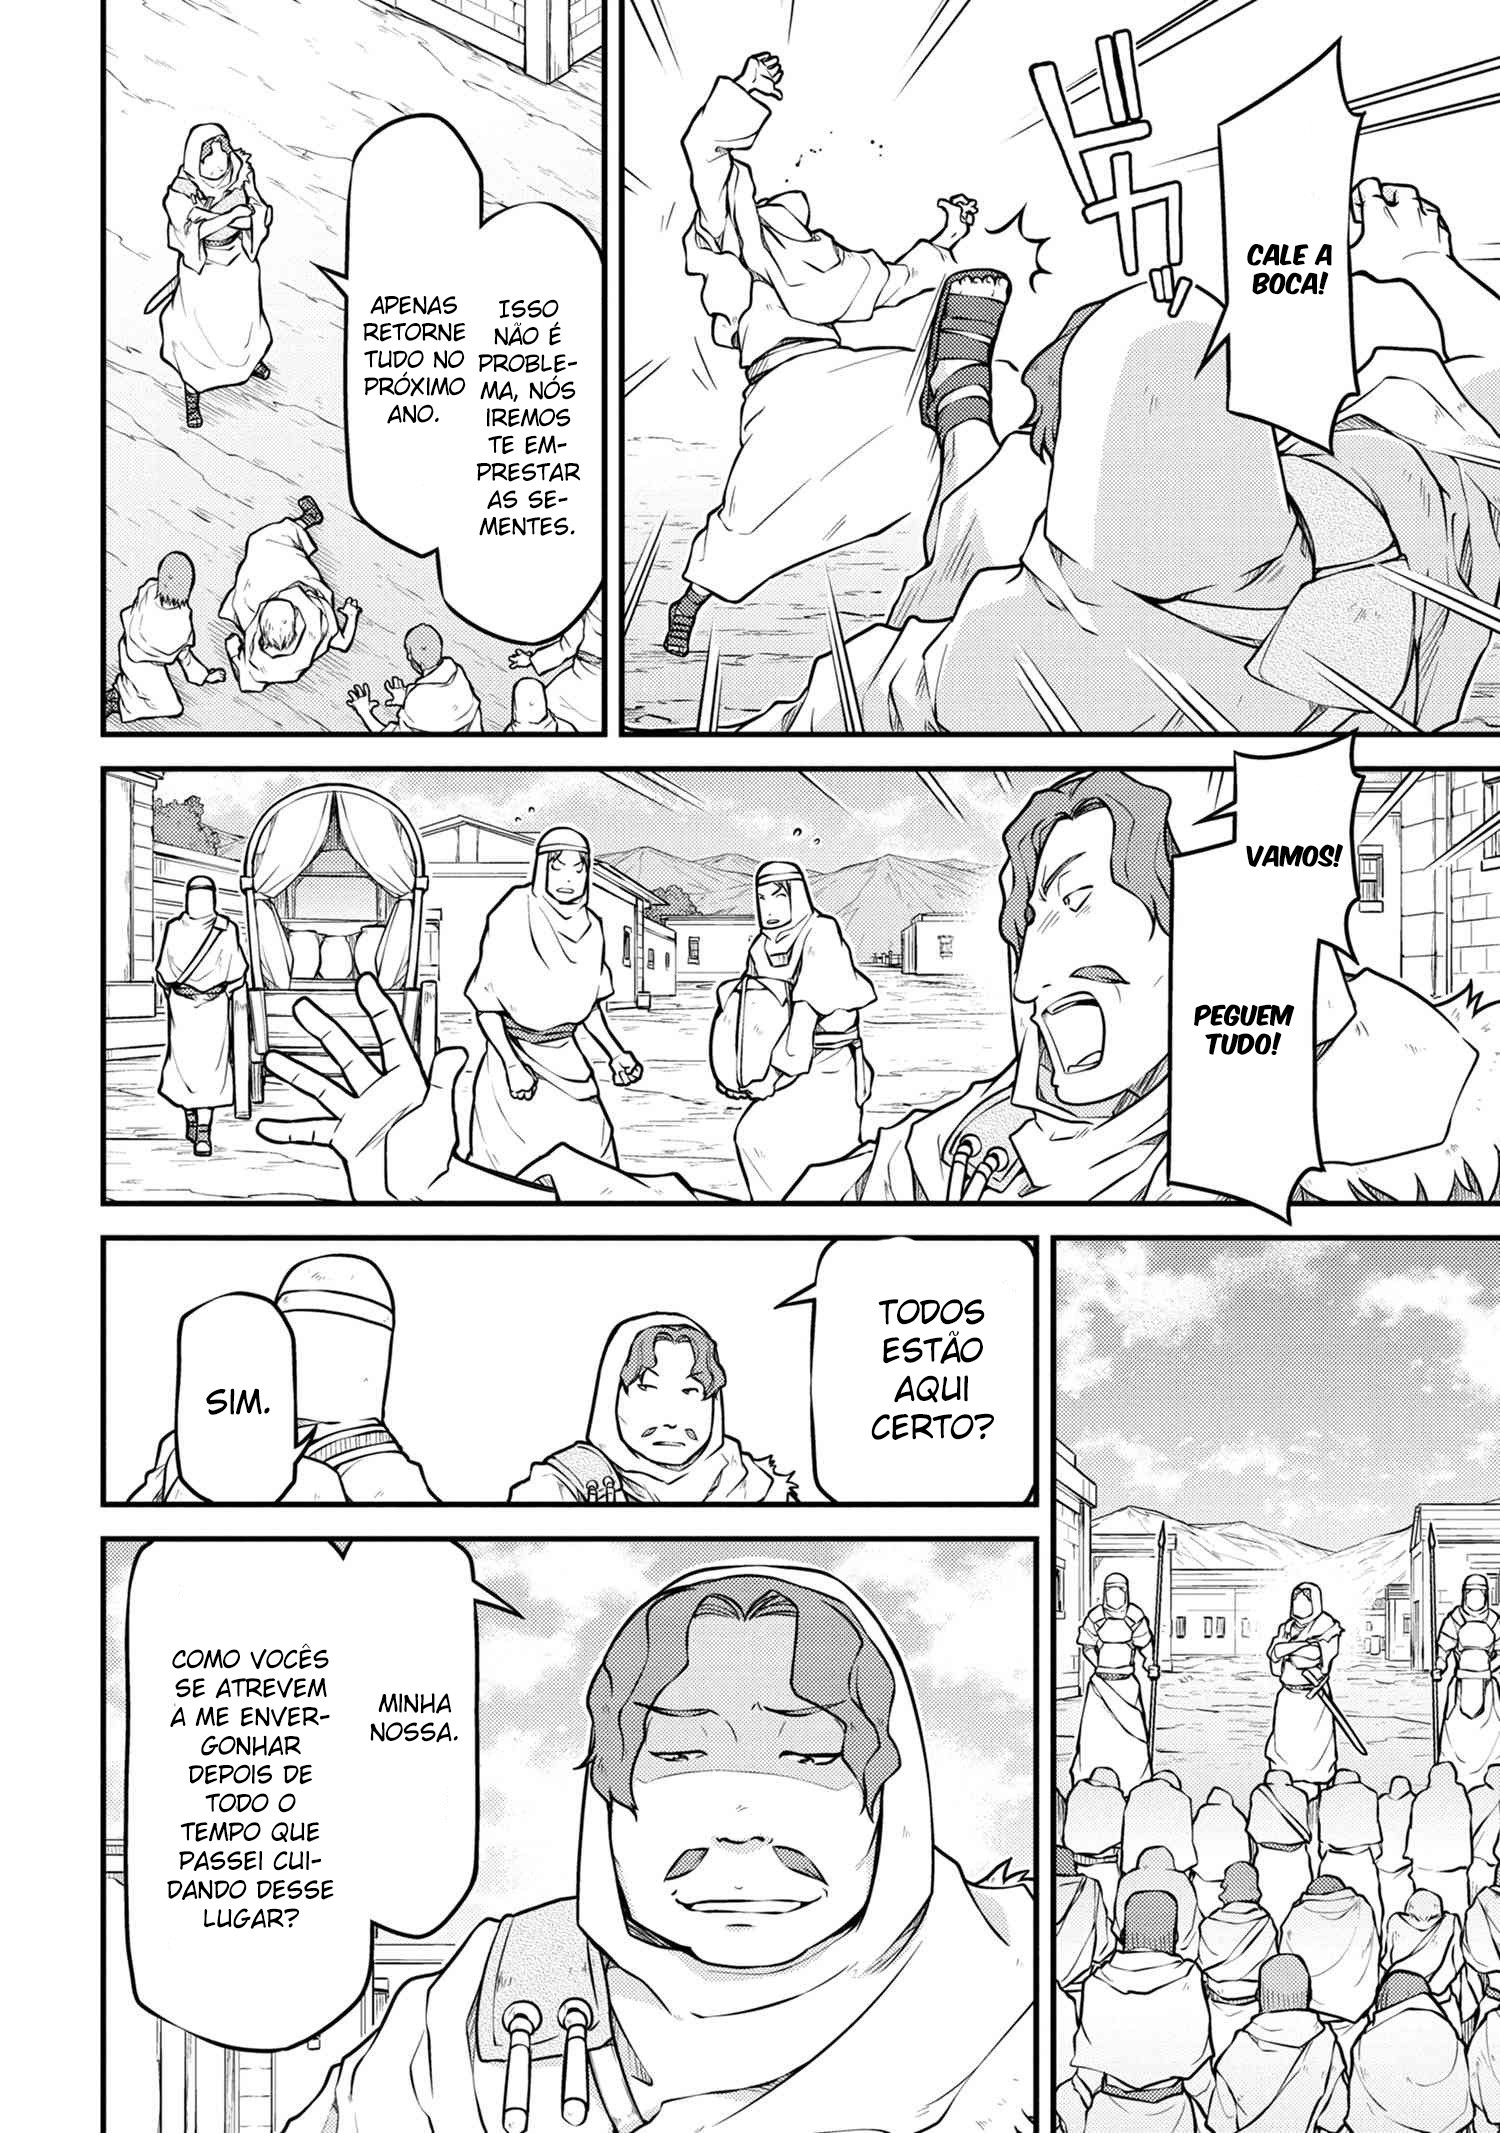 CALE A
BOCA!
ドカ
ISSO
NÃO É
PROBLE-
MA, NÓS
IREMOS
TE EM-
PRESTAR
AS SE-
MENTES.
APENAS
RETORNE
TUDO NO
PRÓXIMO
ANO.
VAMOS!
PEGUEM
TUDO!
TODOS
ESTÃO
AQUI
CERTO?
SIM.
MINHA
NOSSA.
COMO VOCÊS
SE ATREVEM
A ME ENVER-
GONHAR
DEPOIS DE
TODO O
TEMPO QUE
PASSEI CUI-
DANDO DESSE
LUGAR?